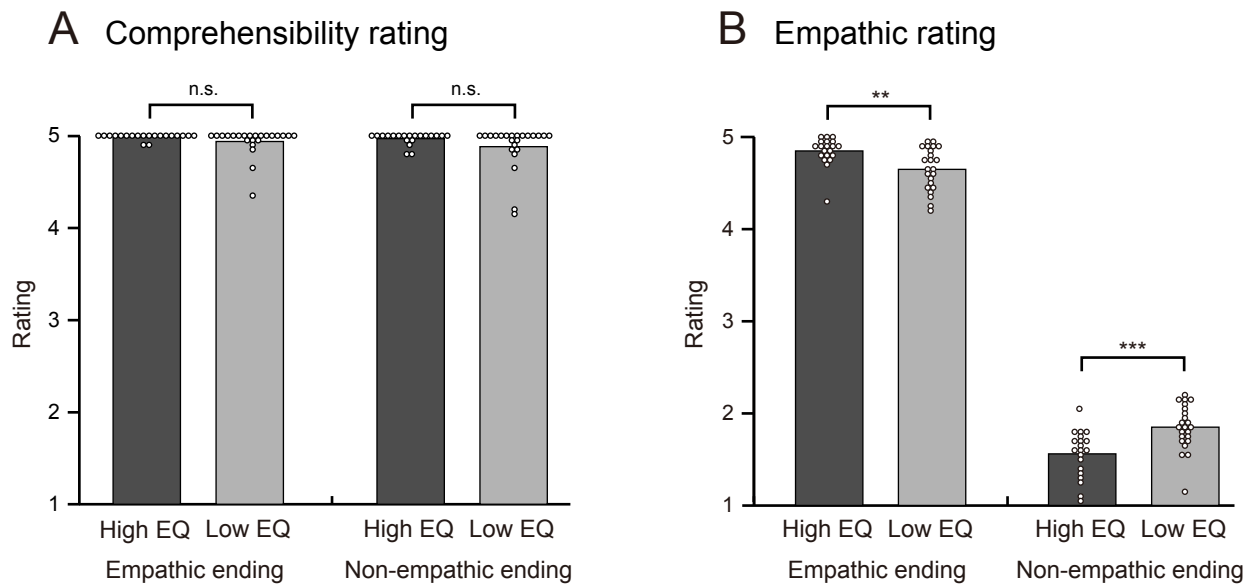 A Comprehensibility rating
n.s.
n.s.
5
4
3
2
1
Rating
High EQ Low EQ High EQ Low EQ
Empathic ending Non-empathic ending
B Empathic rating
**
***
5
4
3
2
1
Rating
High EQ Low EQ High EQ Low EQ
Empathic ending Non-empathic ending